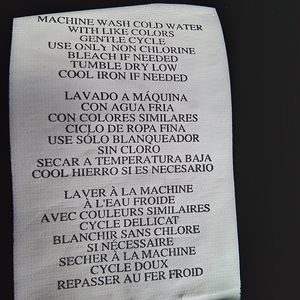 MACHINE WASH COLD WATER
WITH LIKE COLORS
GENTLE CYCLE
USE ONLY NON CHLORINE
BLEACH IF NEEDED
TUMBLE DRY LOW
COOL IRON IF NEEDED
LAVADO A MÁQUINA
CON AGUA FRIA
CON COLORES SIMILARES
CICLO DE ROPA FINA
USE SÓLO BLANQUEADOR
SIN CLORO
SECAR A TEMPERATURA BAJA
COOL HIERRO SI ES NECESARIO
LAVER À LA MACHINE
À L'EAU FROIDE
AVEC COULEURS SIMILAIRES
CYCLE DELLICAT
BLANCHIR SANS CHLORE
SI NÉCESSAIRE
SECHER À LA MACHINE
CYCLE DOUX
REPASSER AU FER FROID